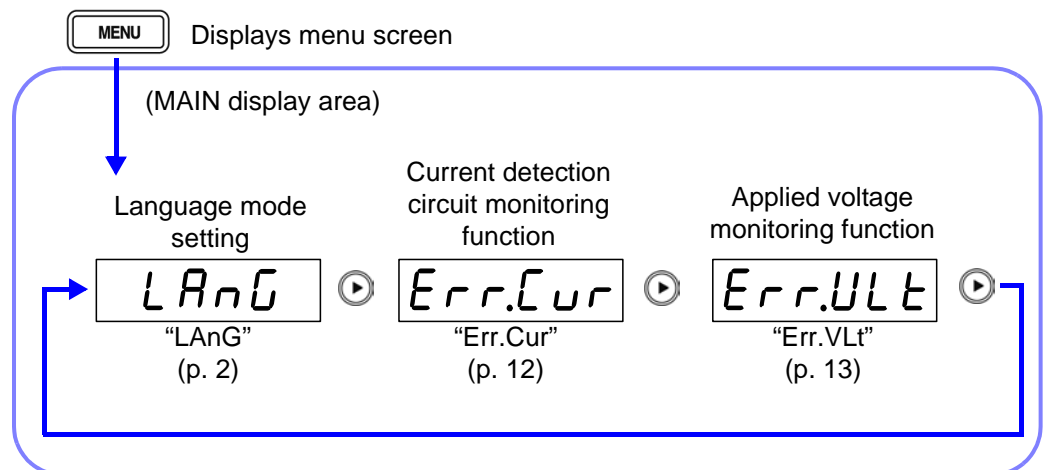 MENU Displays menu screen
(MAIN display area)
Language mode
setting
Current detection
circuit monitoring
function
Applied voltage
monitoring function
LAnG
Err.Cur
Err.VLt
“LAnG”
(p. 2)
“Err.Cur”
(p. 12)
“Err.VLt”
(p. 13)